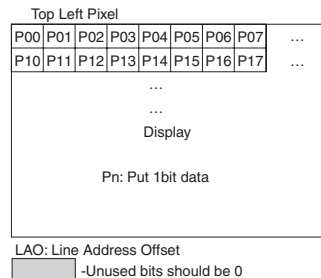 Top Left Pixel
P00 P01 P02 P03 P04 P05 P06 P07 ...
P10 P11 P12 P13 P14 P15 P16 P17 ...
...
...
Display
Pn: Put 1bit data
LAO: Line Address Offset
-Unused bits should be 0